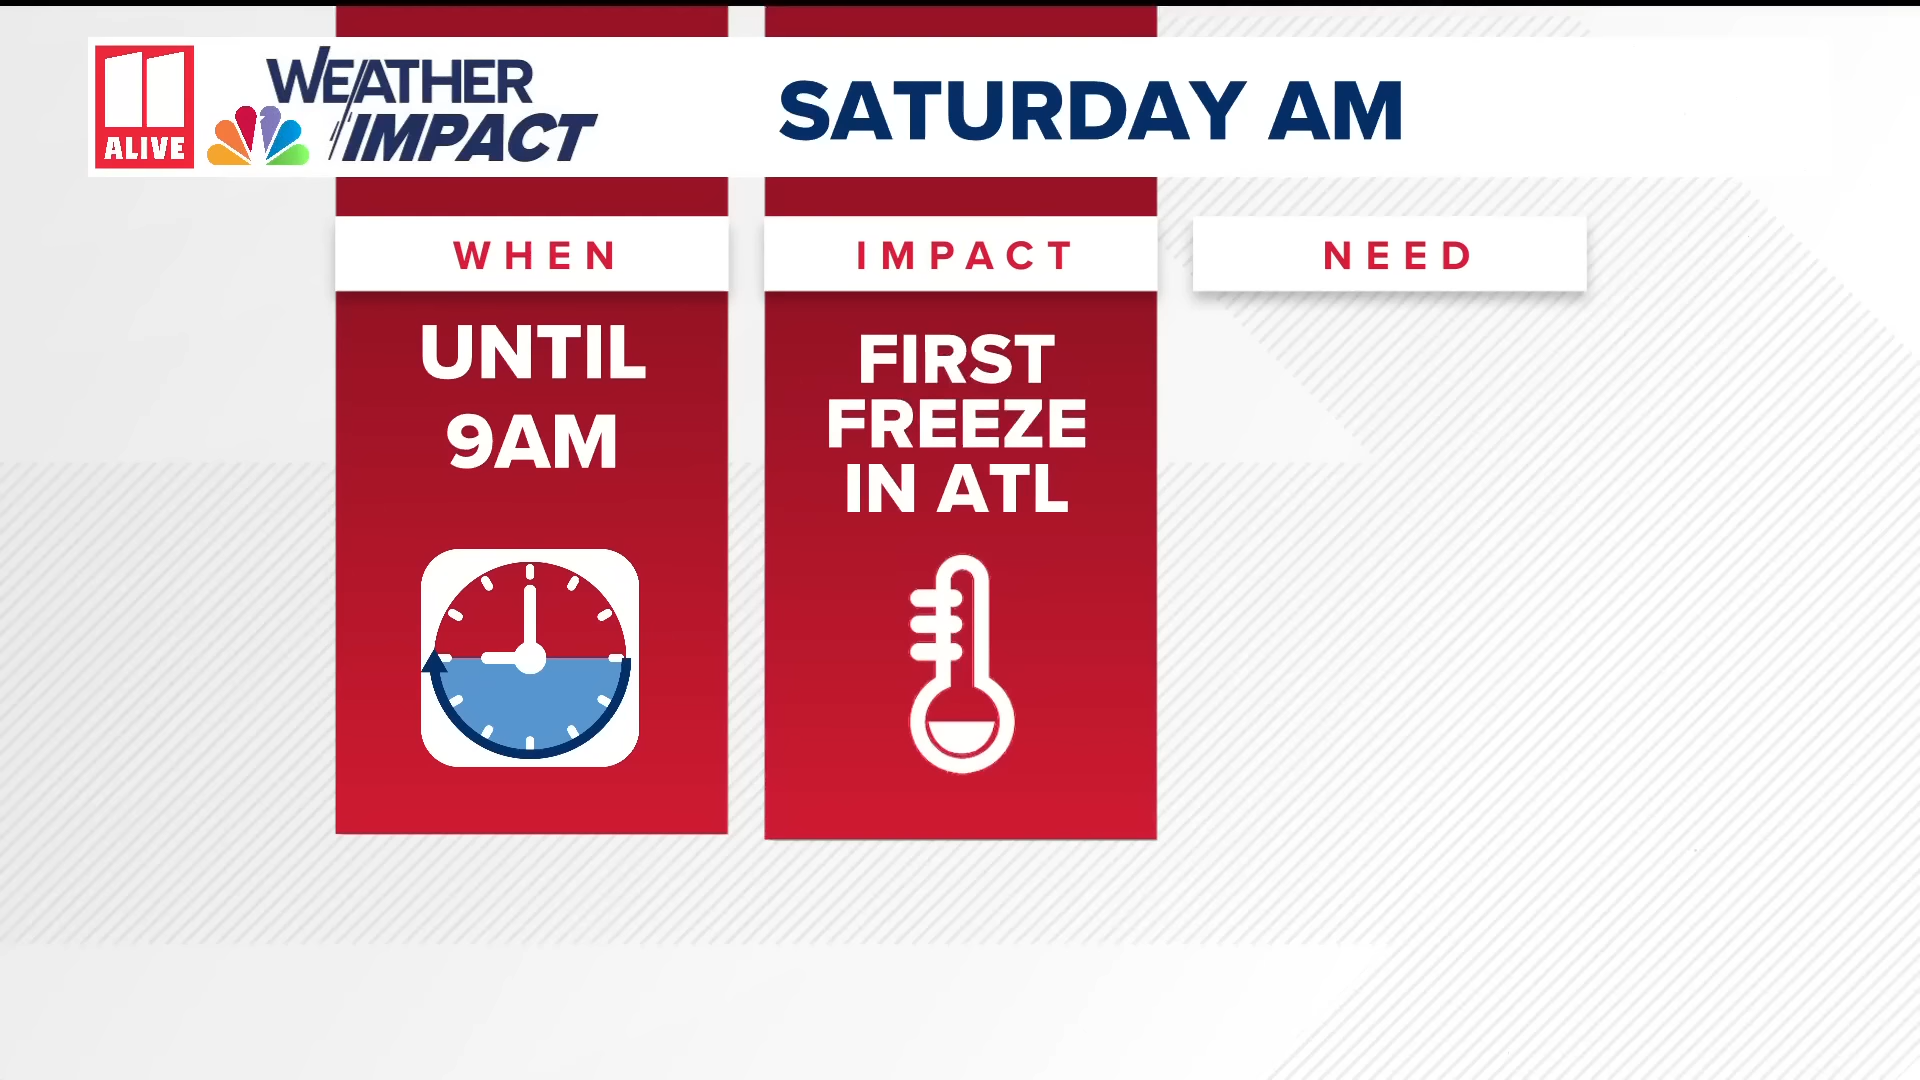 11
ALIVE
WEATHER
IMPACT
SATURDAY AM
WHEN
IMPACT
NEED
UNTIL
9AM
FIRST
FREEZE
IN ATL